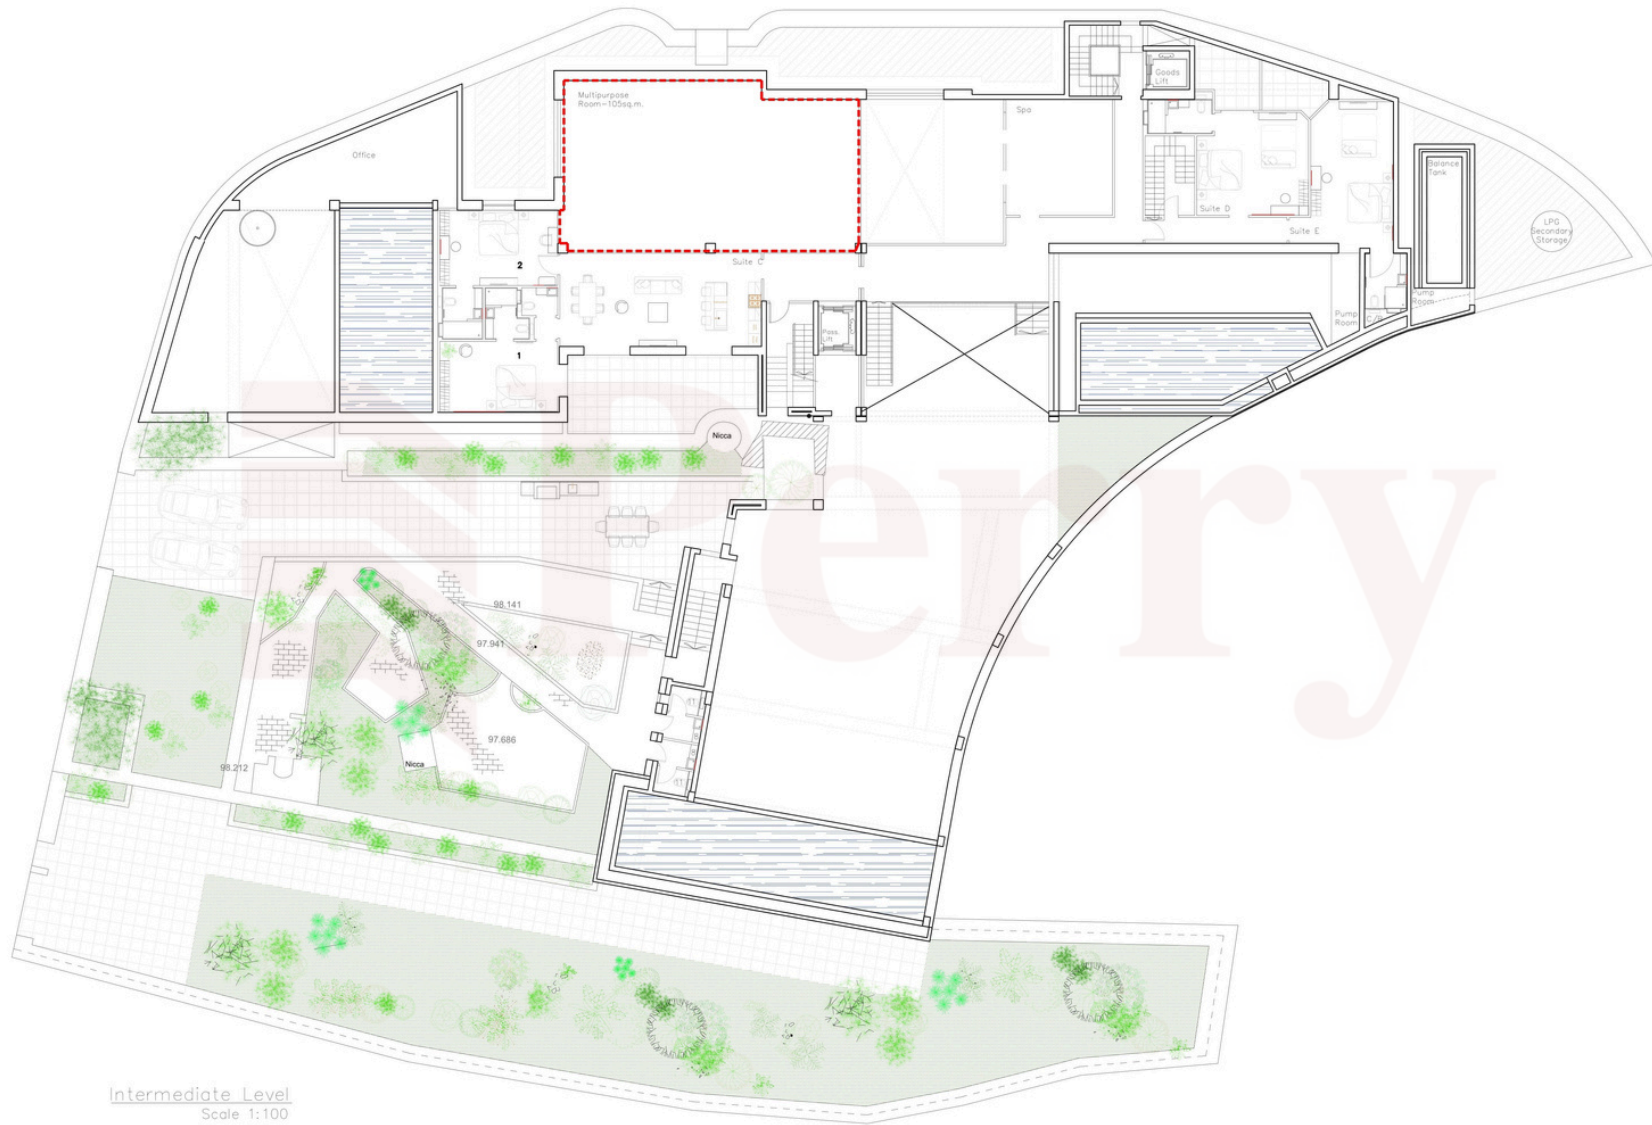 Multipurpose
Room-105sq.m.
Goods
Lift
Spa
Office
Balance
Tank
Suite D
Suite E
LPG
Secondary
Storage
2
Suite C
Pump
Room
Pump
Room
Pass.
Lift
1
Nicca
Perry
98.141
97.941
97.686
98.212
Nicca
Intermediate Level
Scale 1:100